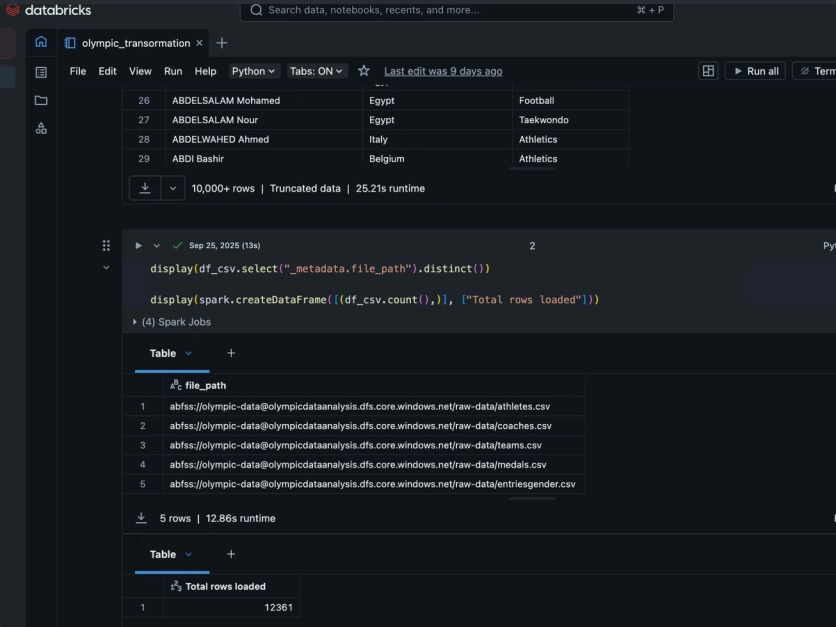 databricks
Search data, notebooks, recents, and more...
⌘ + P
olympic_transormation
File Edit View Run Help Python Tabs: ON Last edit was 9 days ago Run all
26 ABDELSALAM Mohamed Egypt Football
27 ABDELSALAM Nour Egypt Taekwondo
28 ABDELWAHED Ahmed Italy Athletics
29 ABDI Bashir Belgium Athletics
10,000+ rows | Truncated data | 25.21s runtime
Sep 25, 2025 (13s) 2
display(df_csv.select("_metadata.file_path").distinct())
display(spark.createDataFrame([(df_csv.count(),)], ["Total rows loaded"]))
(4) Spark Jobs
Table +
file_path
1 abfss://olympic-data@olympicdataanalysis.dfs.core.windows.net/raw-data/athletes.csv
2 abfss://olympic-data@olympicdataanalysis.dfs.core.windows.net/raw-data/coaches.csv
3 abfss://olympic-data@olympicdataanalysis.dfs.core.windows.net/raw-data/teams.csv
4 abfss://olympic-data@olympicdataanalysis.dfs.core.windows.net/raw-data/medals.csv
5 abfss://olympic-data@olympicdataanalysis.dfs.core.windows.net/raw-data/entriesgender.csv
5 rows | 12.86s runtime
Table +
Total rows loaded
1 12361